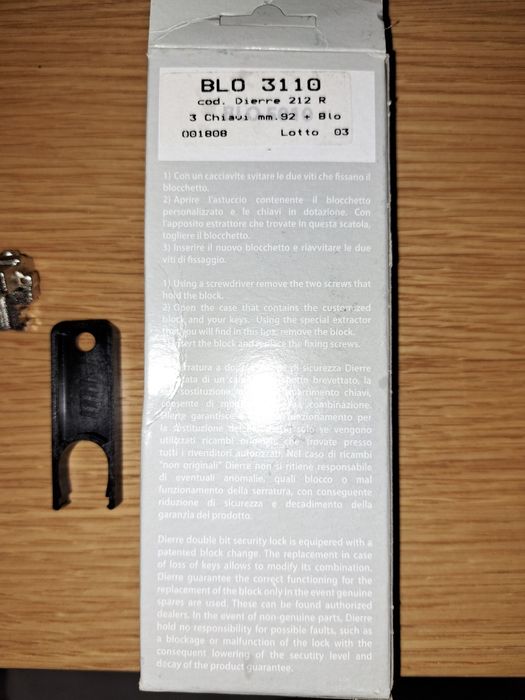 BLO 3110
cod. Dierre 212 R
3 Chiavi mm.92 + Blo
001808 Lotto 03
1) Con un cacciavite svitare le due viti che fissano il
blocchetto.
2) Aprire l'astuccio contenente il blocchetto
personalizzato e le chiavi in dotazione. Con
l'apposito estrattore che trovate in questa scatola,
togliere il blocchetto.
3) Inserire il nuovo blocchetto e riavvitare le due
viti di fissaggio.
1) Using a screwdriver remove the two screws that
hold the block.
2) Open the case that contains the customized
block and your keys. Using the special extractor
that you will find in this box, remove the block.
insert the block and replace the fixing screws.
di sicurezza Dierre
brevettato, la
chiavi,
combinazione.
garantisce funzionamento per
la sostituzione del solo se vengono
utilizzati ricambi che trovate presso
tutti i rivenditori autorizzati. Nel caso di ricambi
"non originali" Dierre non si ritiene responsabile
di eventuali anomalie, quali blocco o mal
funzionamento della serratura, con conseguente
riduzione di sicurezza e decadimento della
garanzia del prodotto.
Dierre double bit security lock is equipered with a
patented block change. The replacement in case
of loss of keys allows to modify its combination.
Dierre guarantee the correct functioning for the
replacement of the block only in the event genuine
spares are used. These can be found authorized
dealers. In the event of non-genuine parts, Dierre
hold no responsibility for possible faults, such as
a blockage or malfunction of the lock with the
consequent lowering of the secutity level and
decay of the product guarantee.